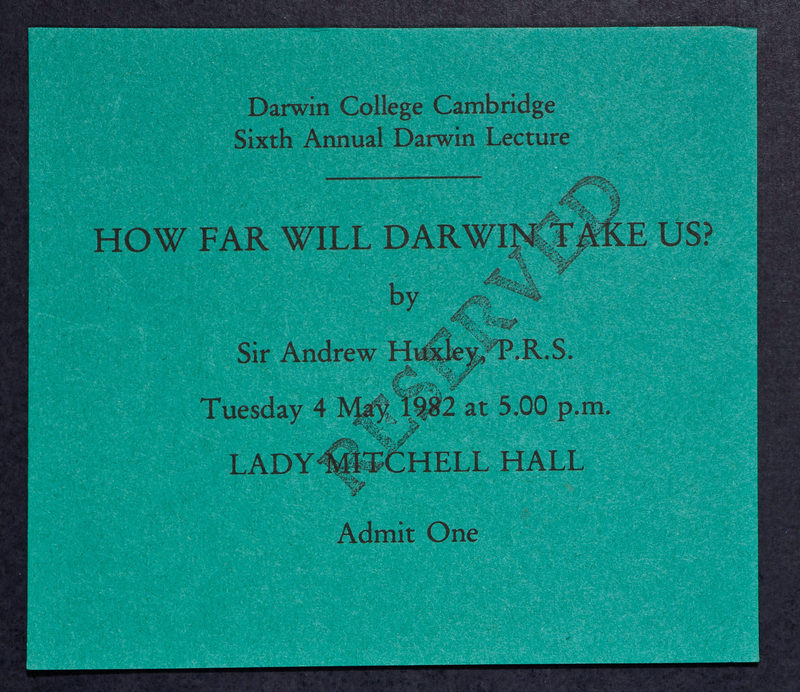 Darwin College Cambridge
Sixth Annual Darwin Lecture
HOW FAR WILL DARWIN TAKE US?
by
Sir Andrew Huxley, P.R.S.
Tuesday 4 May 1982 at 5.00 p.m.
LADY MITCHELL HALL
Admit One
RESERVED